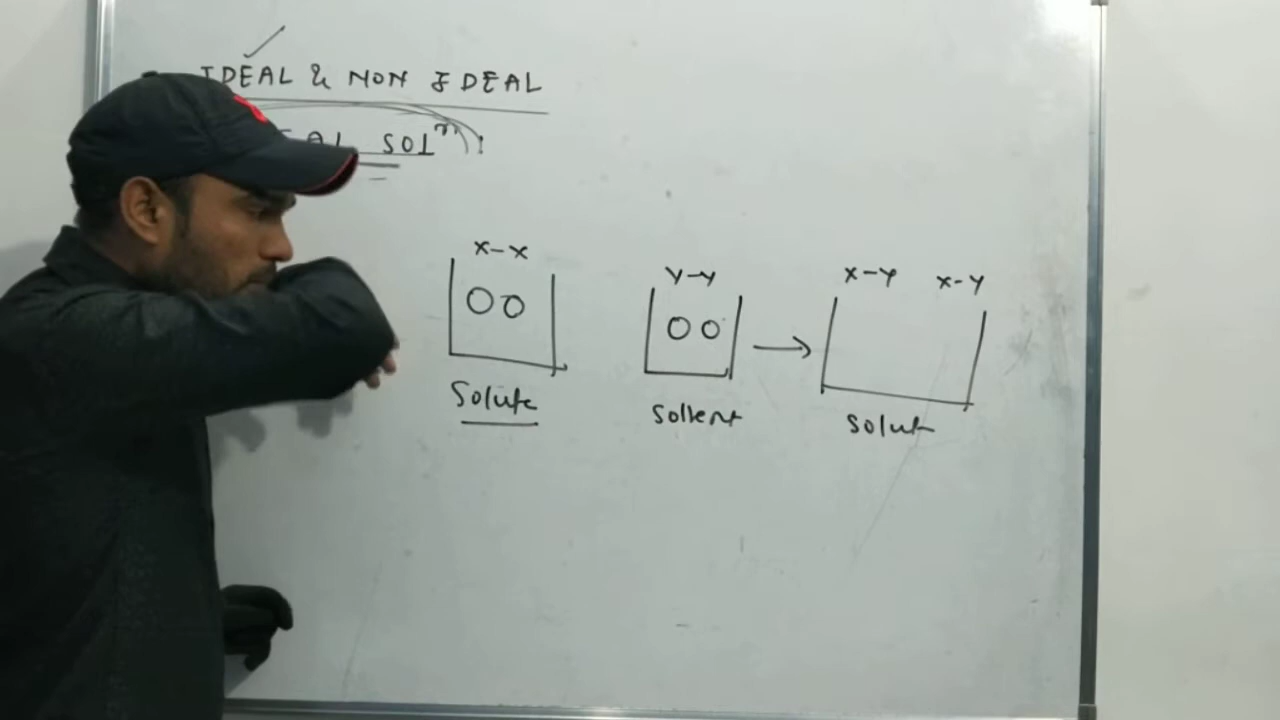 IDEAL & NON IDEAL
SOLⁿ
X-X
Y-Y
X-Y X-Y
Solute
Solvent
Solut